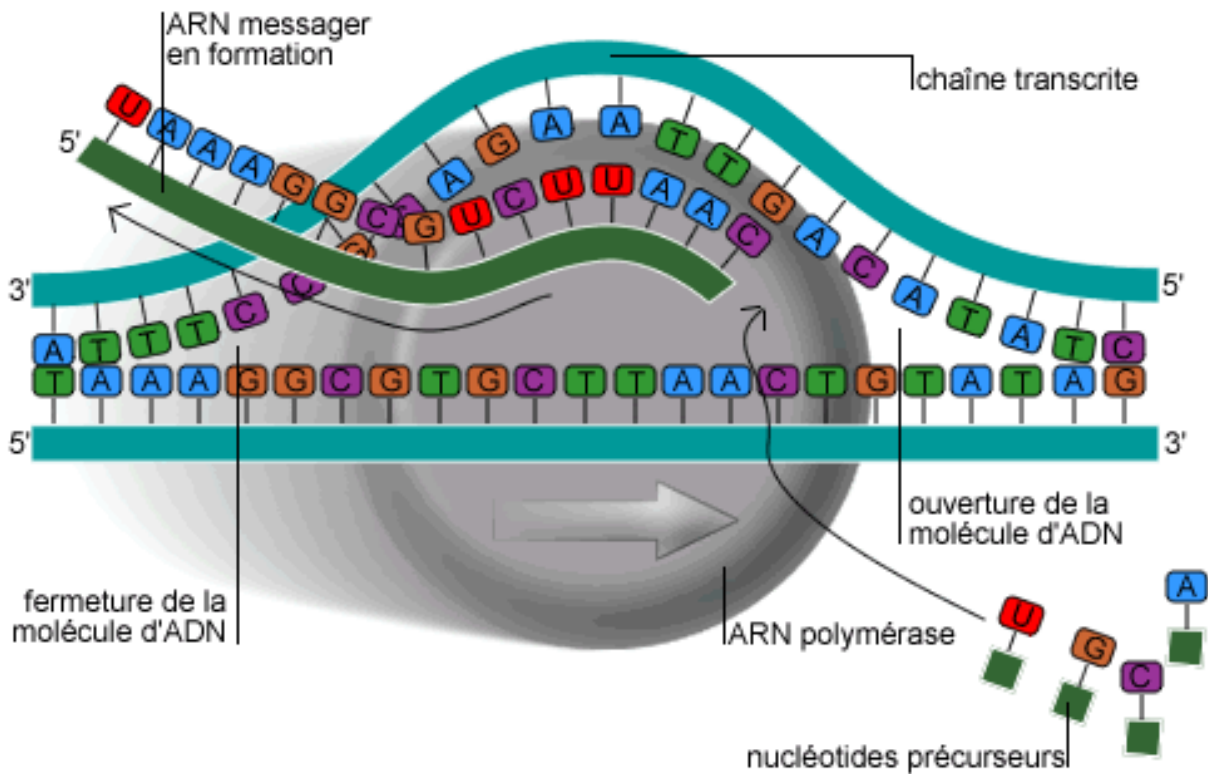 ARN messager
en formation
chaîne transcrite
5'
U A A A G G C G U C U U A A C
3'
A T T T C C G A G A A T T G A C A T A T C
5'
T A A A G G C G T G C T T A A C T G T A T A G
5'
3'
ouverture de la
molécule d'ADN
fermeture de la
molécule d'ADN
ARN polymérase
U G C A
nucléotides précurseurs